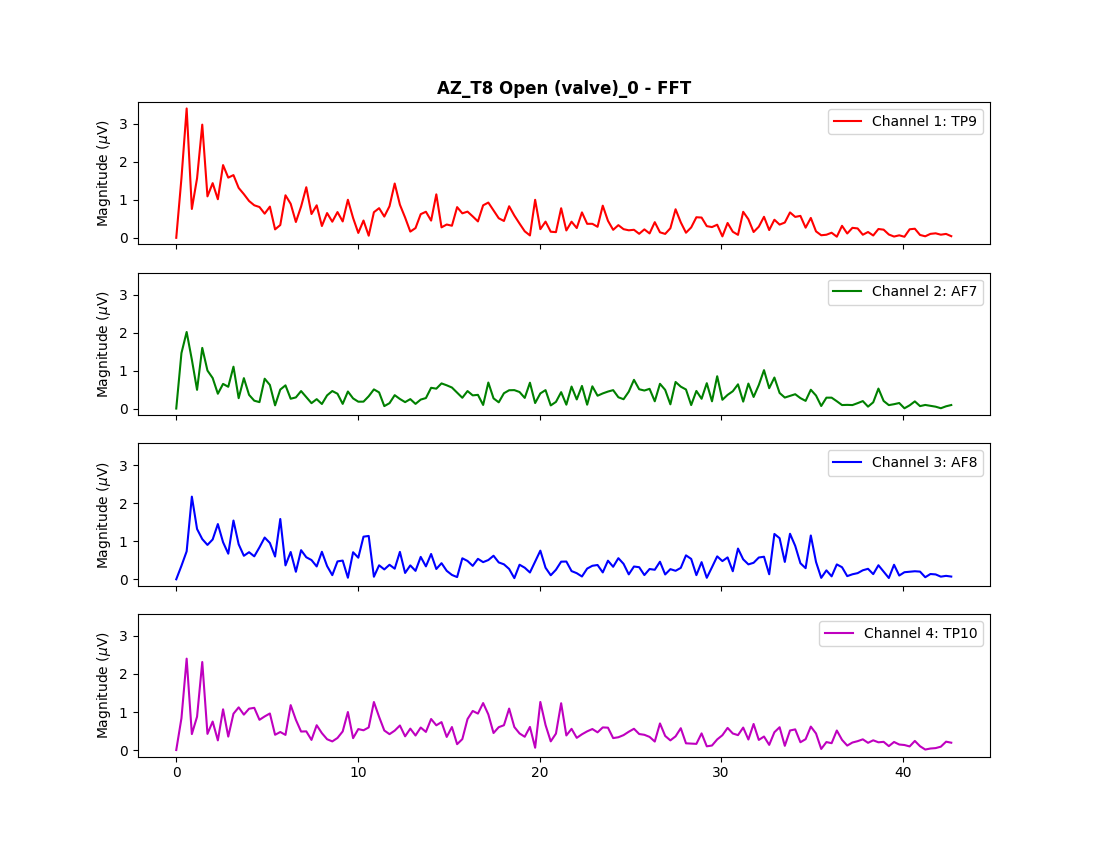 AZ_T8 Open (valve)_0 - FFT
Magnitude (μV)
3
2
1
0
Channel 1: TP9
Magnitude (μV)
3
2
1
0
Channel 2: AF7
Magnitude (μV)
3
2
1
0
Channel 3: AF8
Magnitude (μV)
3
2
1
0
Channel 4: TP10
0 10 20 30 40